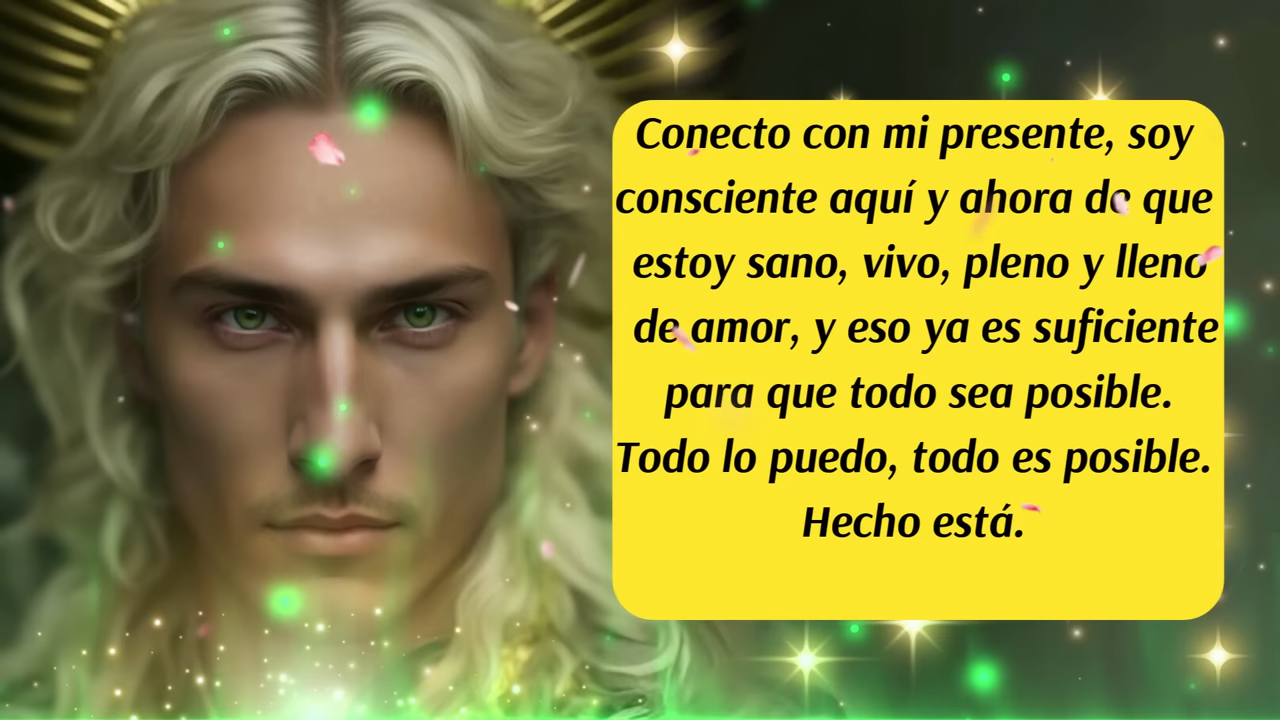 Conecto con mi presente, soy
consciente aquí y ahora de que
estoy sano, vivo, pleno y lleno
de amor, y eso ya es suficiente
para que todo sea posible.
Todo lo puedo, todo es posible.
Hecho está.